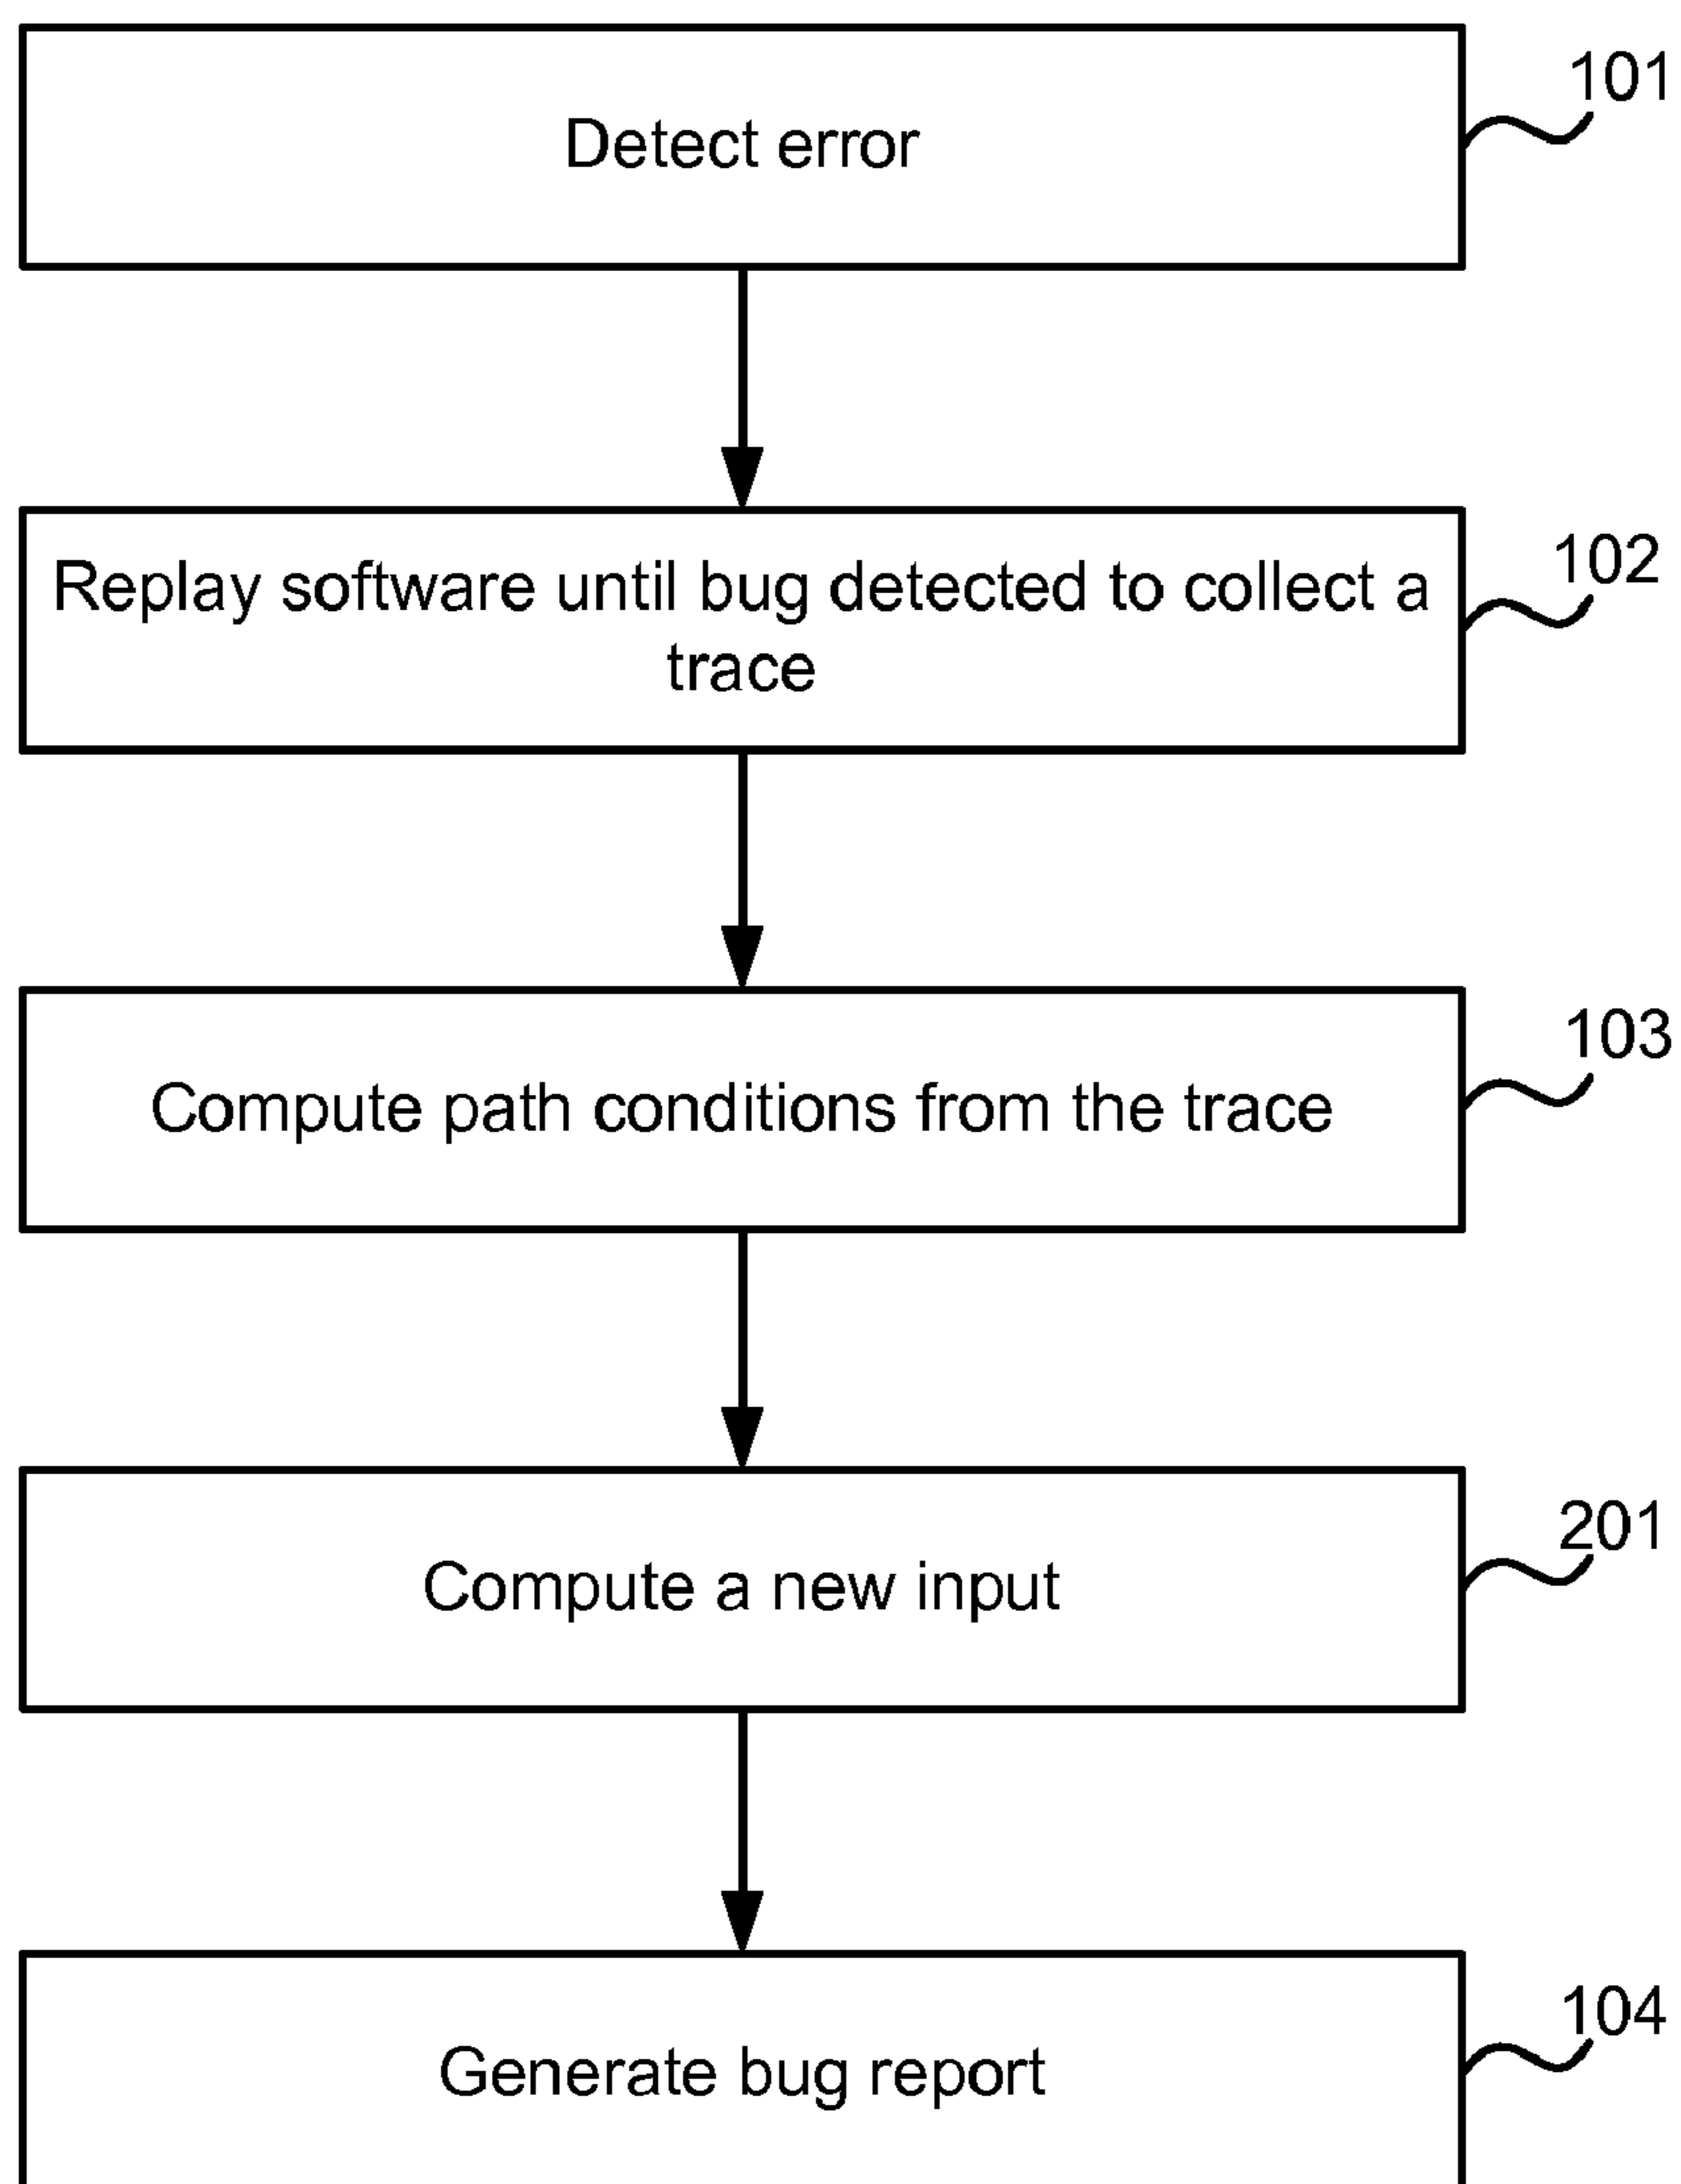 Detect error
101
Replay software until bug detected to collect a
trace
102
Compute path conditions from the trace
103
Compute a new input
201
Generate bug report
104